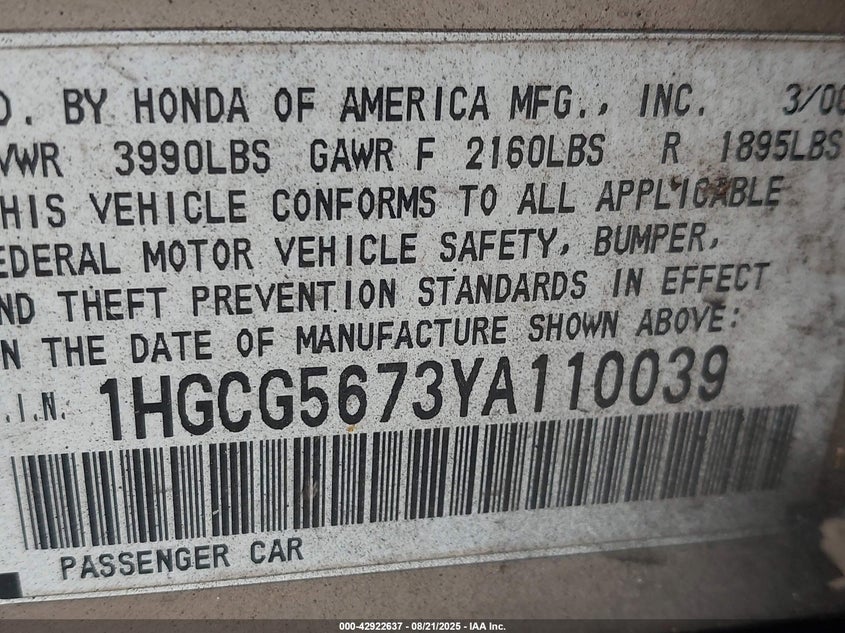 D. BY HONDA OF AMERICA MFG., INC. 3/00
VWR 3990LBS GAWR F 2160LBS R 1895LBS
THIS VEHICLE CONFORMS TO ALL APPLICABLE
EDERAL MOTOR VEHICLE SAFETY, BUMPER,
ND THEFT PREVENTION STANDARDS IN EFFECT
N THE DATE OF MANUFACTURE SHOWN ABOVE:
.I.N. 1HGCG5673YA110039
PASSENGER CAR
000-42922637 - 08/21/2025 - IAA Inc.